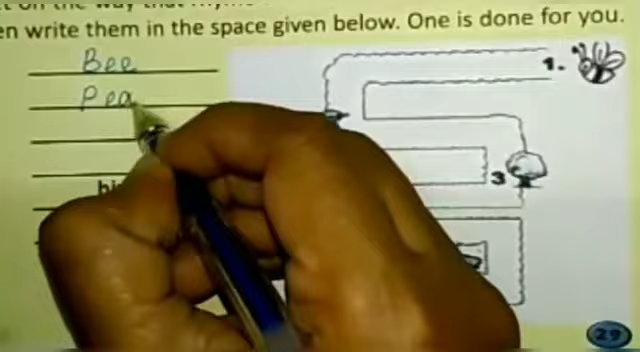 en write them in the space given below. One is done for you.
Bee
Pea
1.
3
29